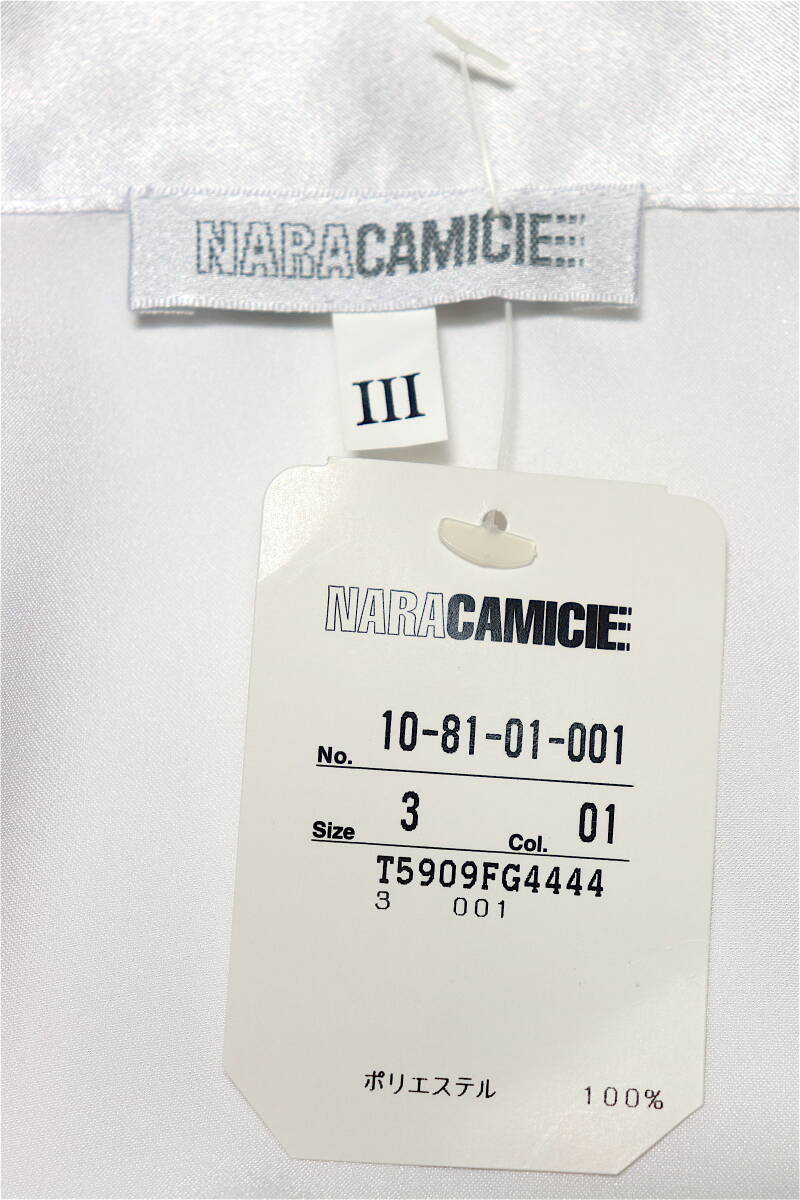 NARACAMICIE
III
NARACAMICIE
No. 10-81-01-001
Size 3 Col. 01
T5909FG4444
3 001
ポリエステル 100%